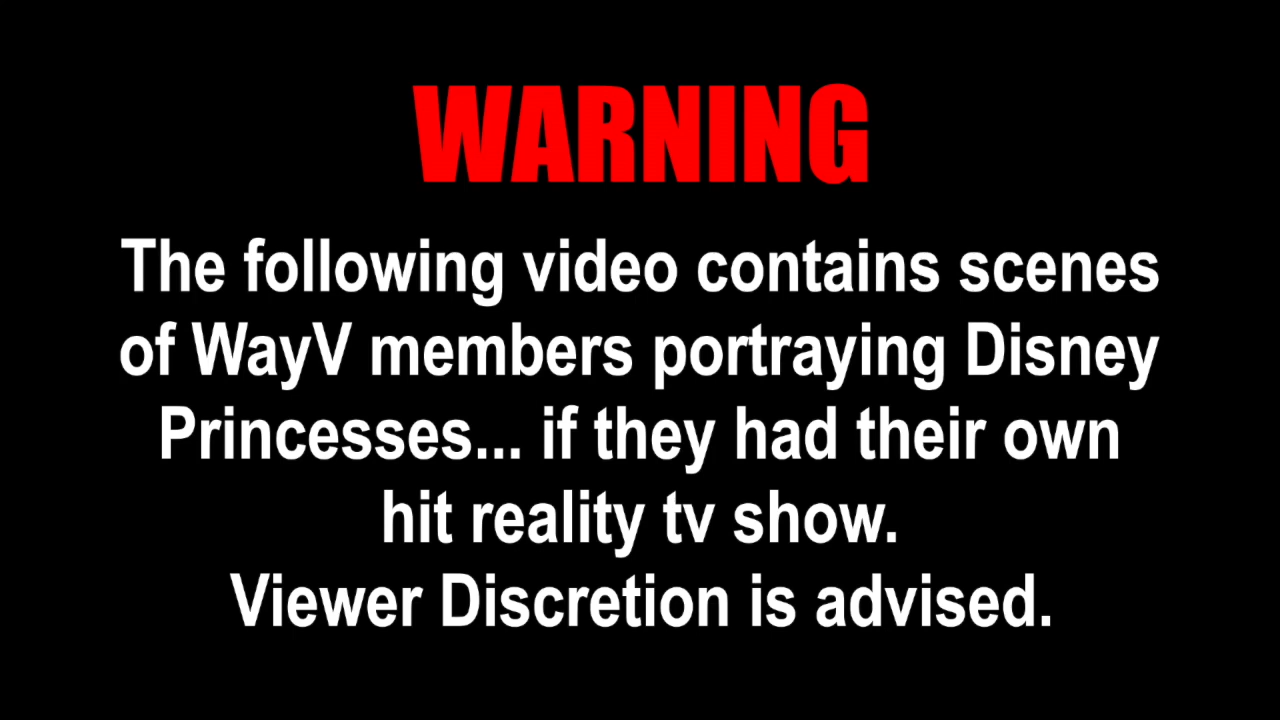 WARNING
The following video contains scenes
of WayV members portraying Disney
Princesses... if they had their own
hit reality tv show.
Viewer Discretion is advised.